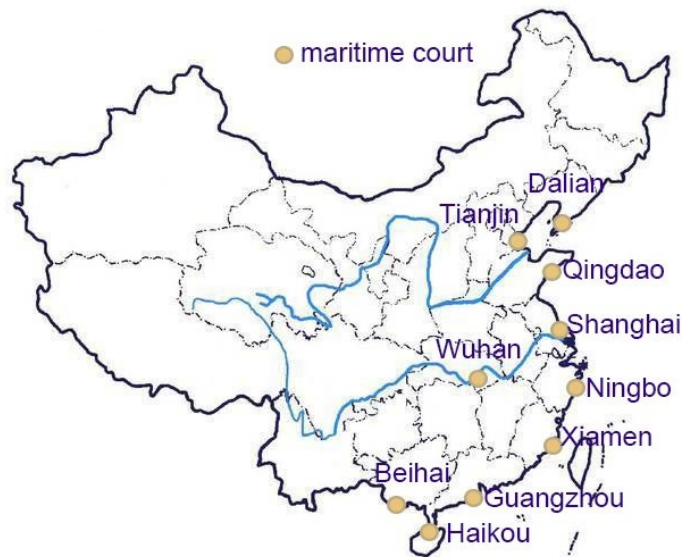 maritime court
Dalian
Tianjin
Qingdao
Shanghai
Wuhan
Ningbo
Xiamen
Beihai
Guangzhou
Haikou